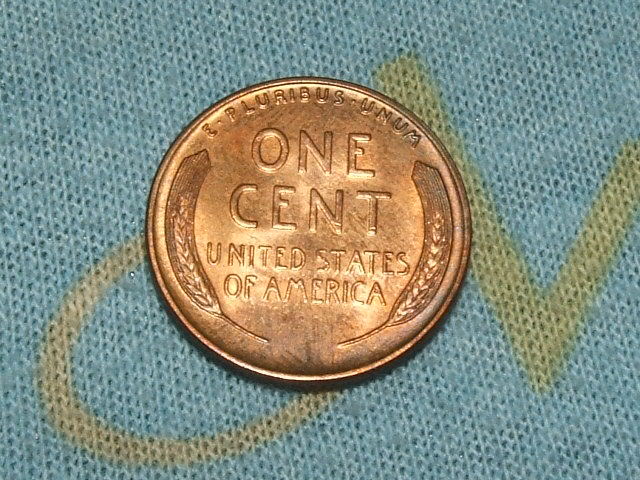 E·PLURIBUS·UNUM
ONE
CENT
UNITED STATES
OF AMERICA